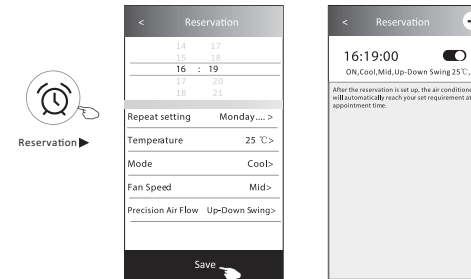 Reservation ▶
< Reservation
14 17
15 18
16 : 19
17 20
18 21
Repeat setting Monday.... >
Temperature 25 ℃>
Mode Cool>
Fan Speed Mid>
Precision Air Flow Up-Down Swing>
Save
< Reservation
16:19:00
ON,Cool,Mid,Up-Down Swing 25℃,
After the reservation is set up, the air conditione
will automatically reach your set requirement at
appointment time.